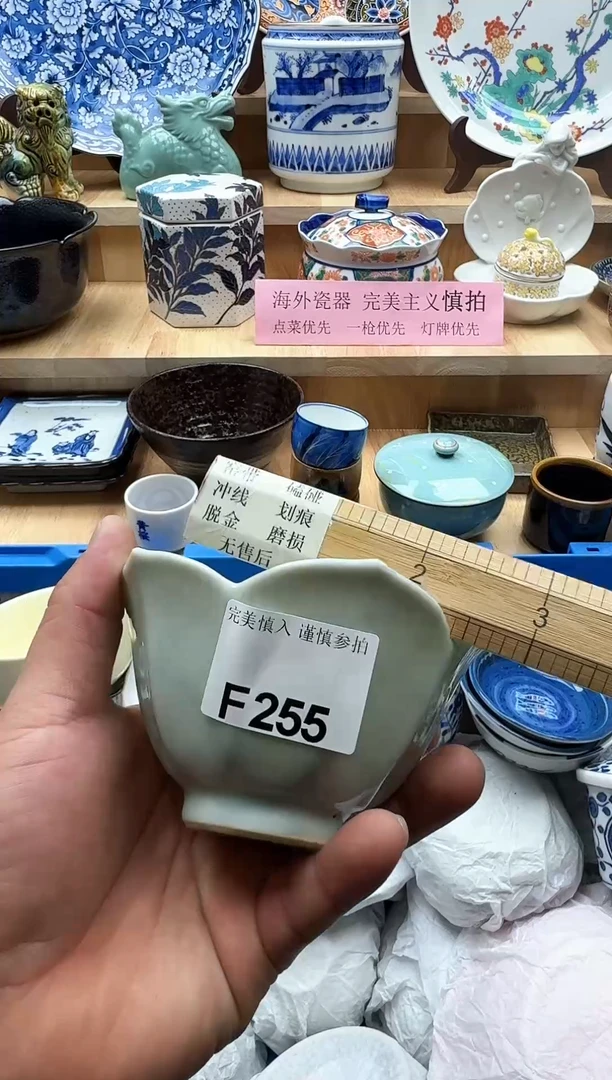 海外瓷器 完美主义慎拍
点菜优先 一枪优先 灯牌优先
磕碰
冲线 划痕
脱金 磨损
无售后
2
3
完美慎入 谨慎参拍
F255